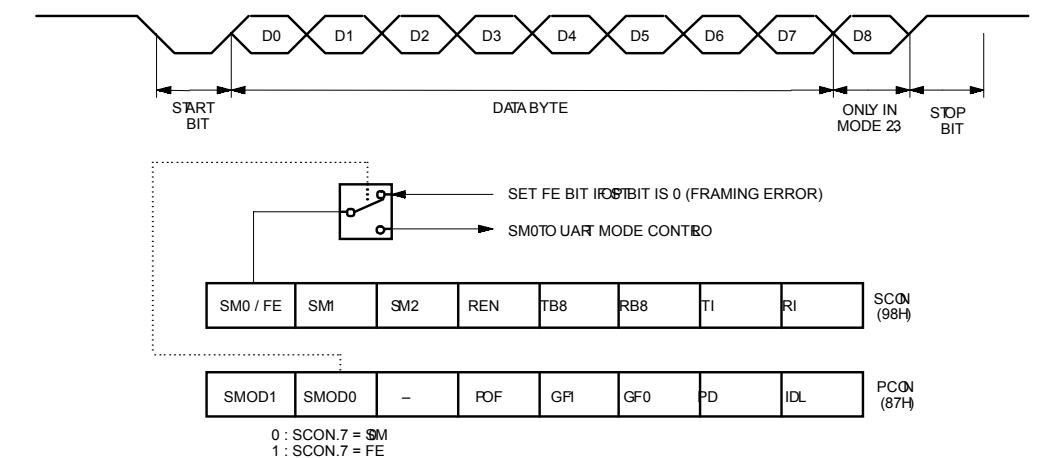 D0 D1 D2 D3 D4 D5 D6 D7 D8
START
BIT
DATA BYTE
ONLY IN
MODE 2,3
STOP
BIT
SET FE BIT IF STOP BIT IS 0 (FRAMING ERROR)
SM0 TO UART MODE CONTROL
SM0 / FE SM1 SM2 REN TB8 RB8 TI RI
SCON
(98H)
SMOD1 SMOD0 – POF GF1 GF0 PD IDL
PCON
(87H)
0 : SCON.7 = SM0
1 : SCON.7 = FE